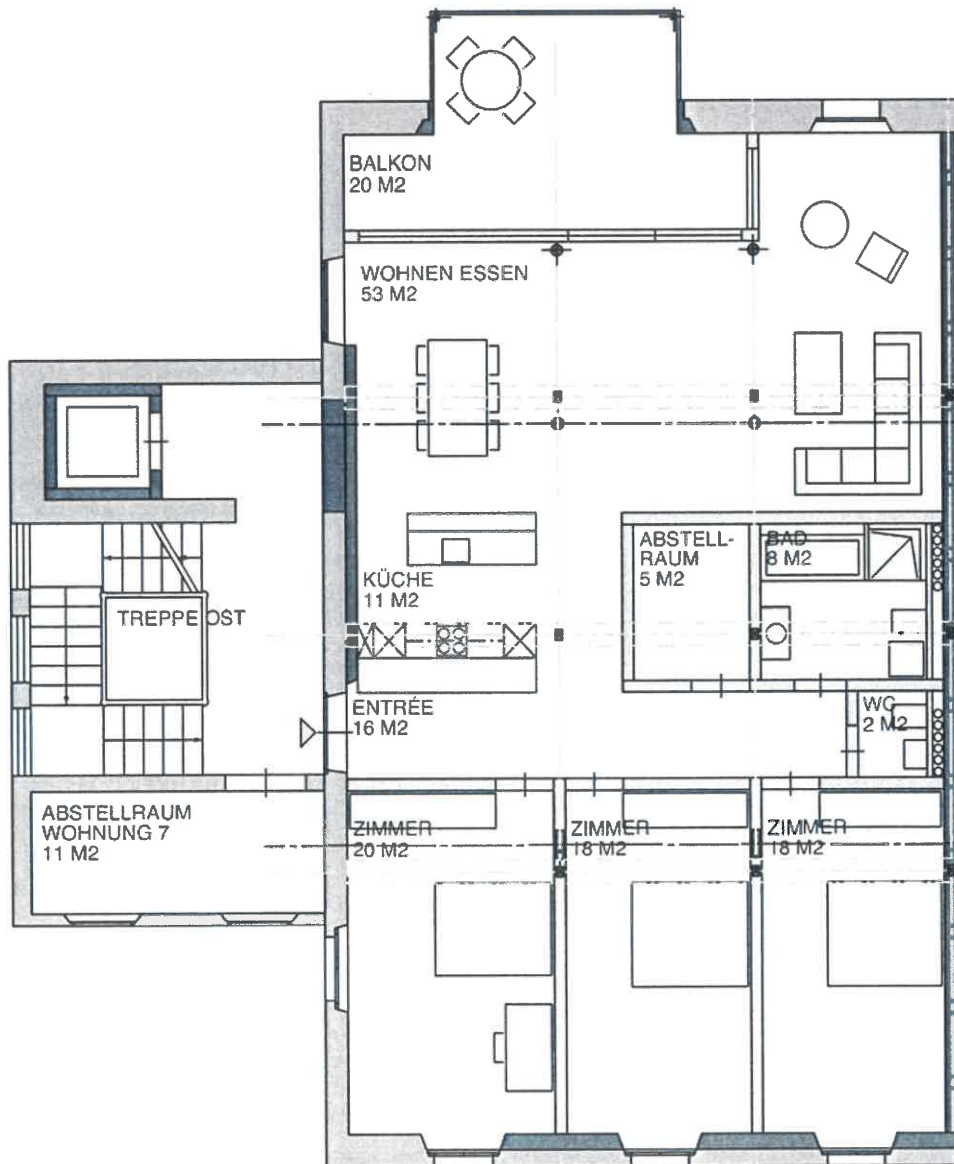 BALKON
20 M2
WOHNEN ESSEN
53 M2
ABSTELL-
RAUM
5 M2
BAD
8 M2
KÜCHE
11 M2
TREPPE OST
ENTRÉE
16 M2
WC
2 M2
ABSTELLRAUM
WOHNUNG 7
11 M2
ZIMMER
20 M2
ZIMMER
18 M2
ZIMMER
18 M2